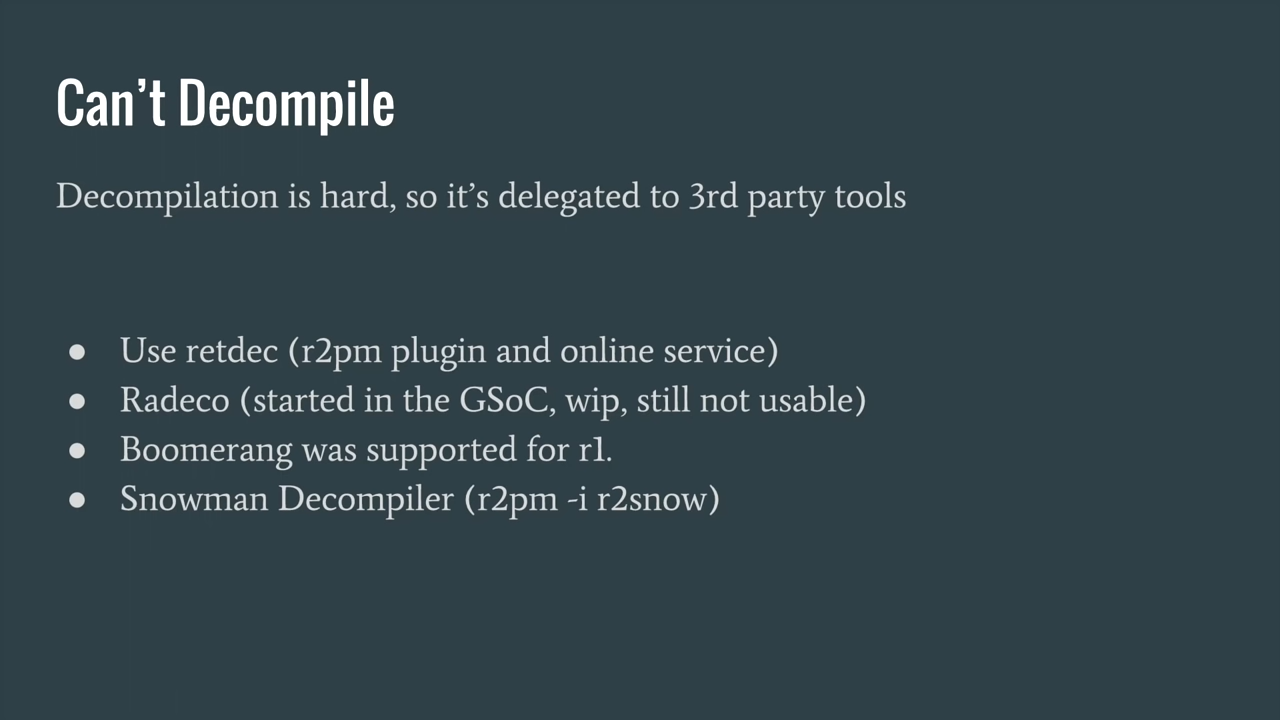 Can’t Decompile
Decompilation is hard, so it’s delegated to 3rd party tools
● Use retdec (r2pm plugin and online service)
● Radeco (started in the GSoC, wip, still not usable)
● Boomerang was supported for r1.
● Snowman Decompiler (r2pm -i r2snow)